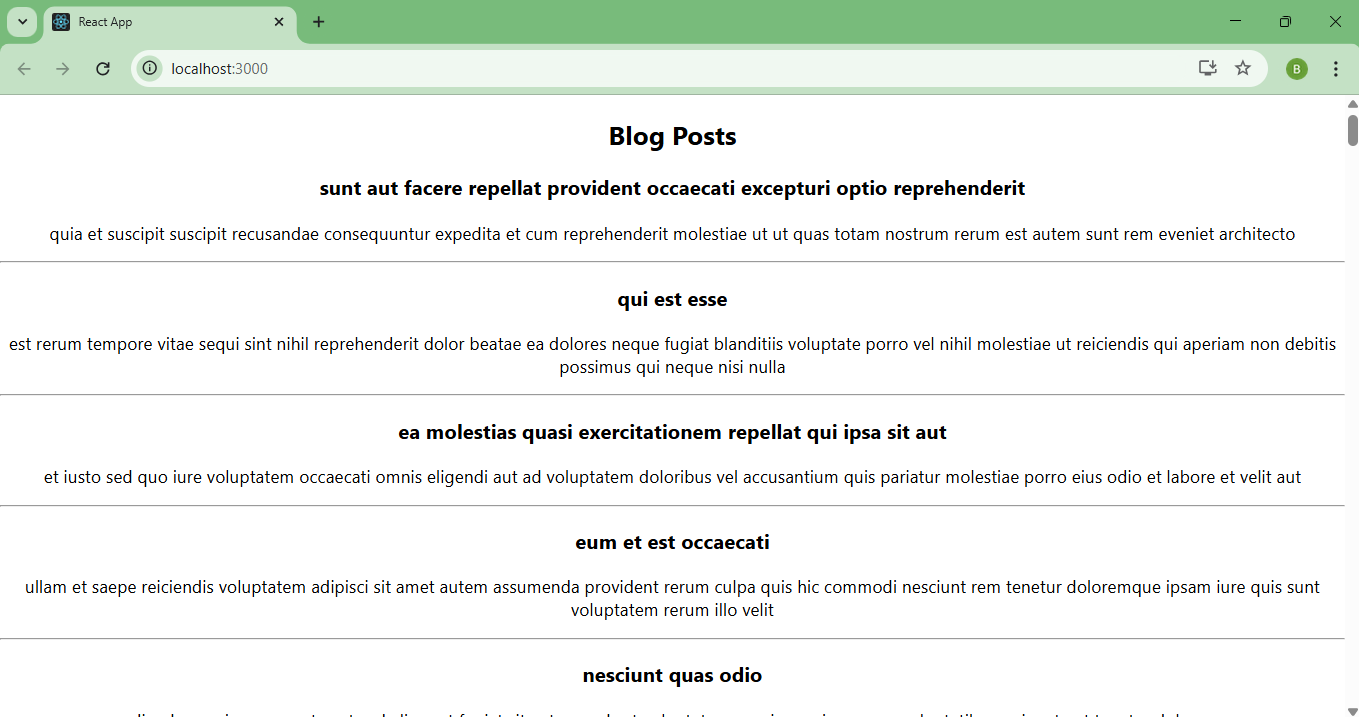 React App
localhost:3000
B
Blog Posts
sunt aut facere repellat provident occaecati excepturi optio reprehenderit
quia et suscipit suscipit recusandae consequuntur expedita et cum reprehenderit molestiae ut ut quas totam nostrum rerum est autem sunt rem eveniet architecto
qui est esse
est rerum tempore vitae sequi sint nihil reprehenderit dolor beatae ea dolores neque fugiat blanditiis voluptate porro vel nihil molestiae ut reiciendis qui aperiam non debitis
possimus qui neque nisi nulla
ea molestias quasi exercitationem repellat qui ipsa sit aut
et iusto sed quo iure voluptatem occaecati omnis eligendi aut ad voluptatem doloribus vel accusantium quis pariatur molestiae porro eius odio et labore et velit aut
eum et est occaecati
ullam et saepe reiciendis voluptatem adipisci sit amet autem assumenda provident rerum culpa quis hic commodi nesciunt rem tenetur doloremque ipsam iure quis sunt
voluptatem rerum illo velit
nesciunt quas odio